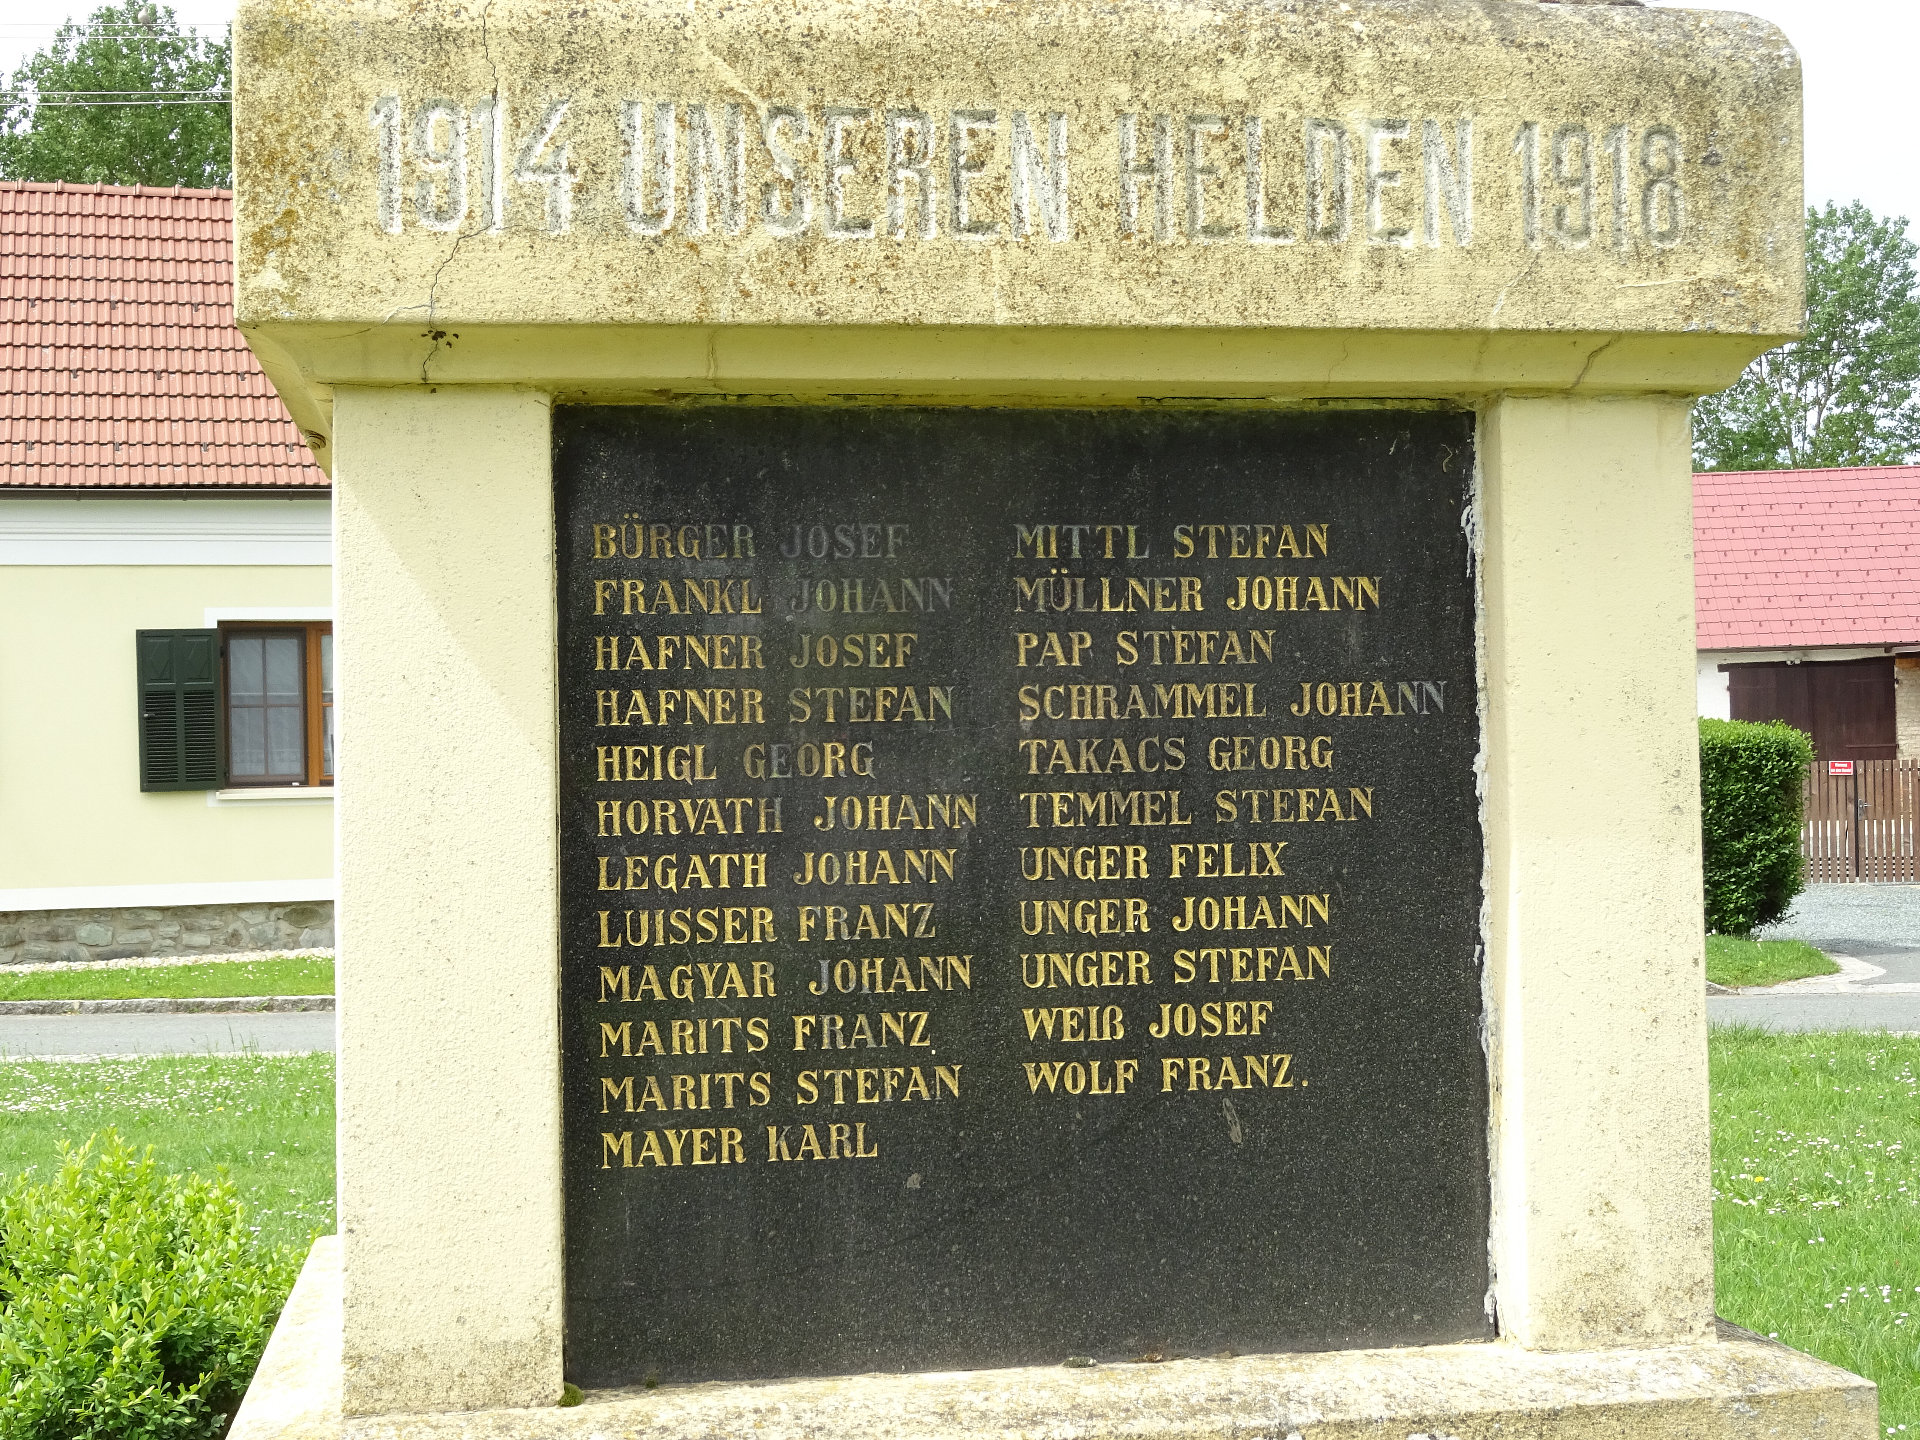 1914 UNSEREN HELDEN 1918
BÜRGER JOSEF
FRANKL JOHANN
HAFNER JOSEF
HAFNER STEFAN
HEIGL GEORG
HORVATH JOHANN
LEGATH JOHANN
LUISSER FRANZ
MAGYAR JOHANN
MARITS FRANZ
MARITS STEFAN
MAYER KARL
MITTL STEFAN
MÜLLNER JOHANN
PAP STEFAN
SCHRAMMEL JOHANN
TAKACS GEORG
TEMMEL STEFAN
UNGER FELIX
UNGER JOHANN
UNGER STEFAN
WEIß JOSEF
WOLF FRANZ.